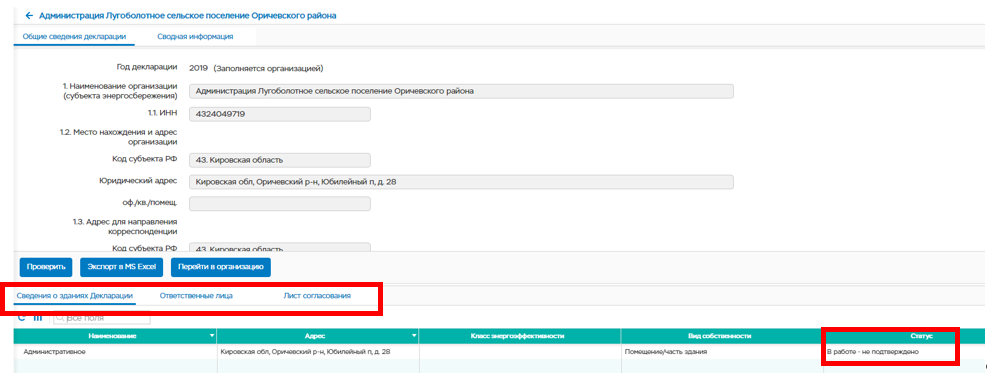 ← Администрация Луго​болотное сельское поселение Оричевского района
Общие сведения декларации Сводная информация
Год декларации 2019 (Заполняется организацией)
1. Наименование организации (субъекта энергосбережения) Администрация Лугоболотное сельское поселение Оричевского района
1.1. ИНН 4324049719
1.2. Место нахождения и адрес организации
Код субъекта РФ 43. Кировская область
Юридический адрес Кировская обл, Оричевский р-н, Юбилейный п, д. 28
оф./кв./помещ.
1.3. Адрес для направления корреспонденции
Код субъекта РФ 43. Кировская область
Проверить Экспорт в MS Excel Перейти в организацию
Сведения о зданиях Декларации Ответственные лица Лист согласования
Все поля
Наименование Адрес Класс энергоэффективности Вид собственности Статус
Административное Кировская обл, Оричевский р-н, Юбилейный п, д. 28 Помещение/часть здания В работе - не подтверждено